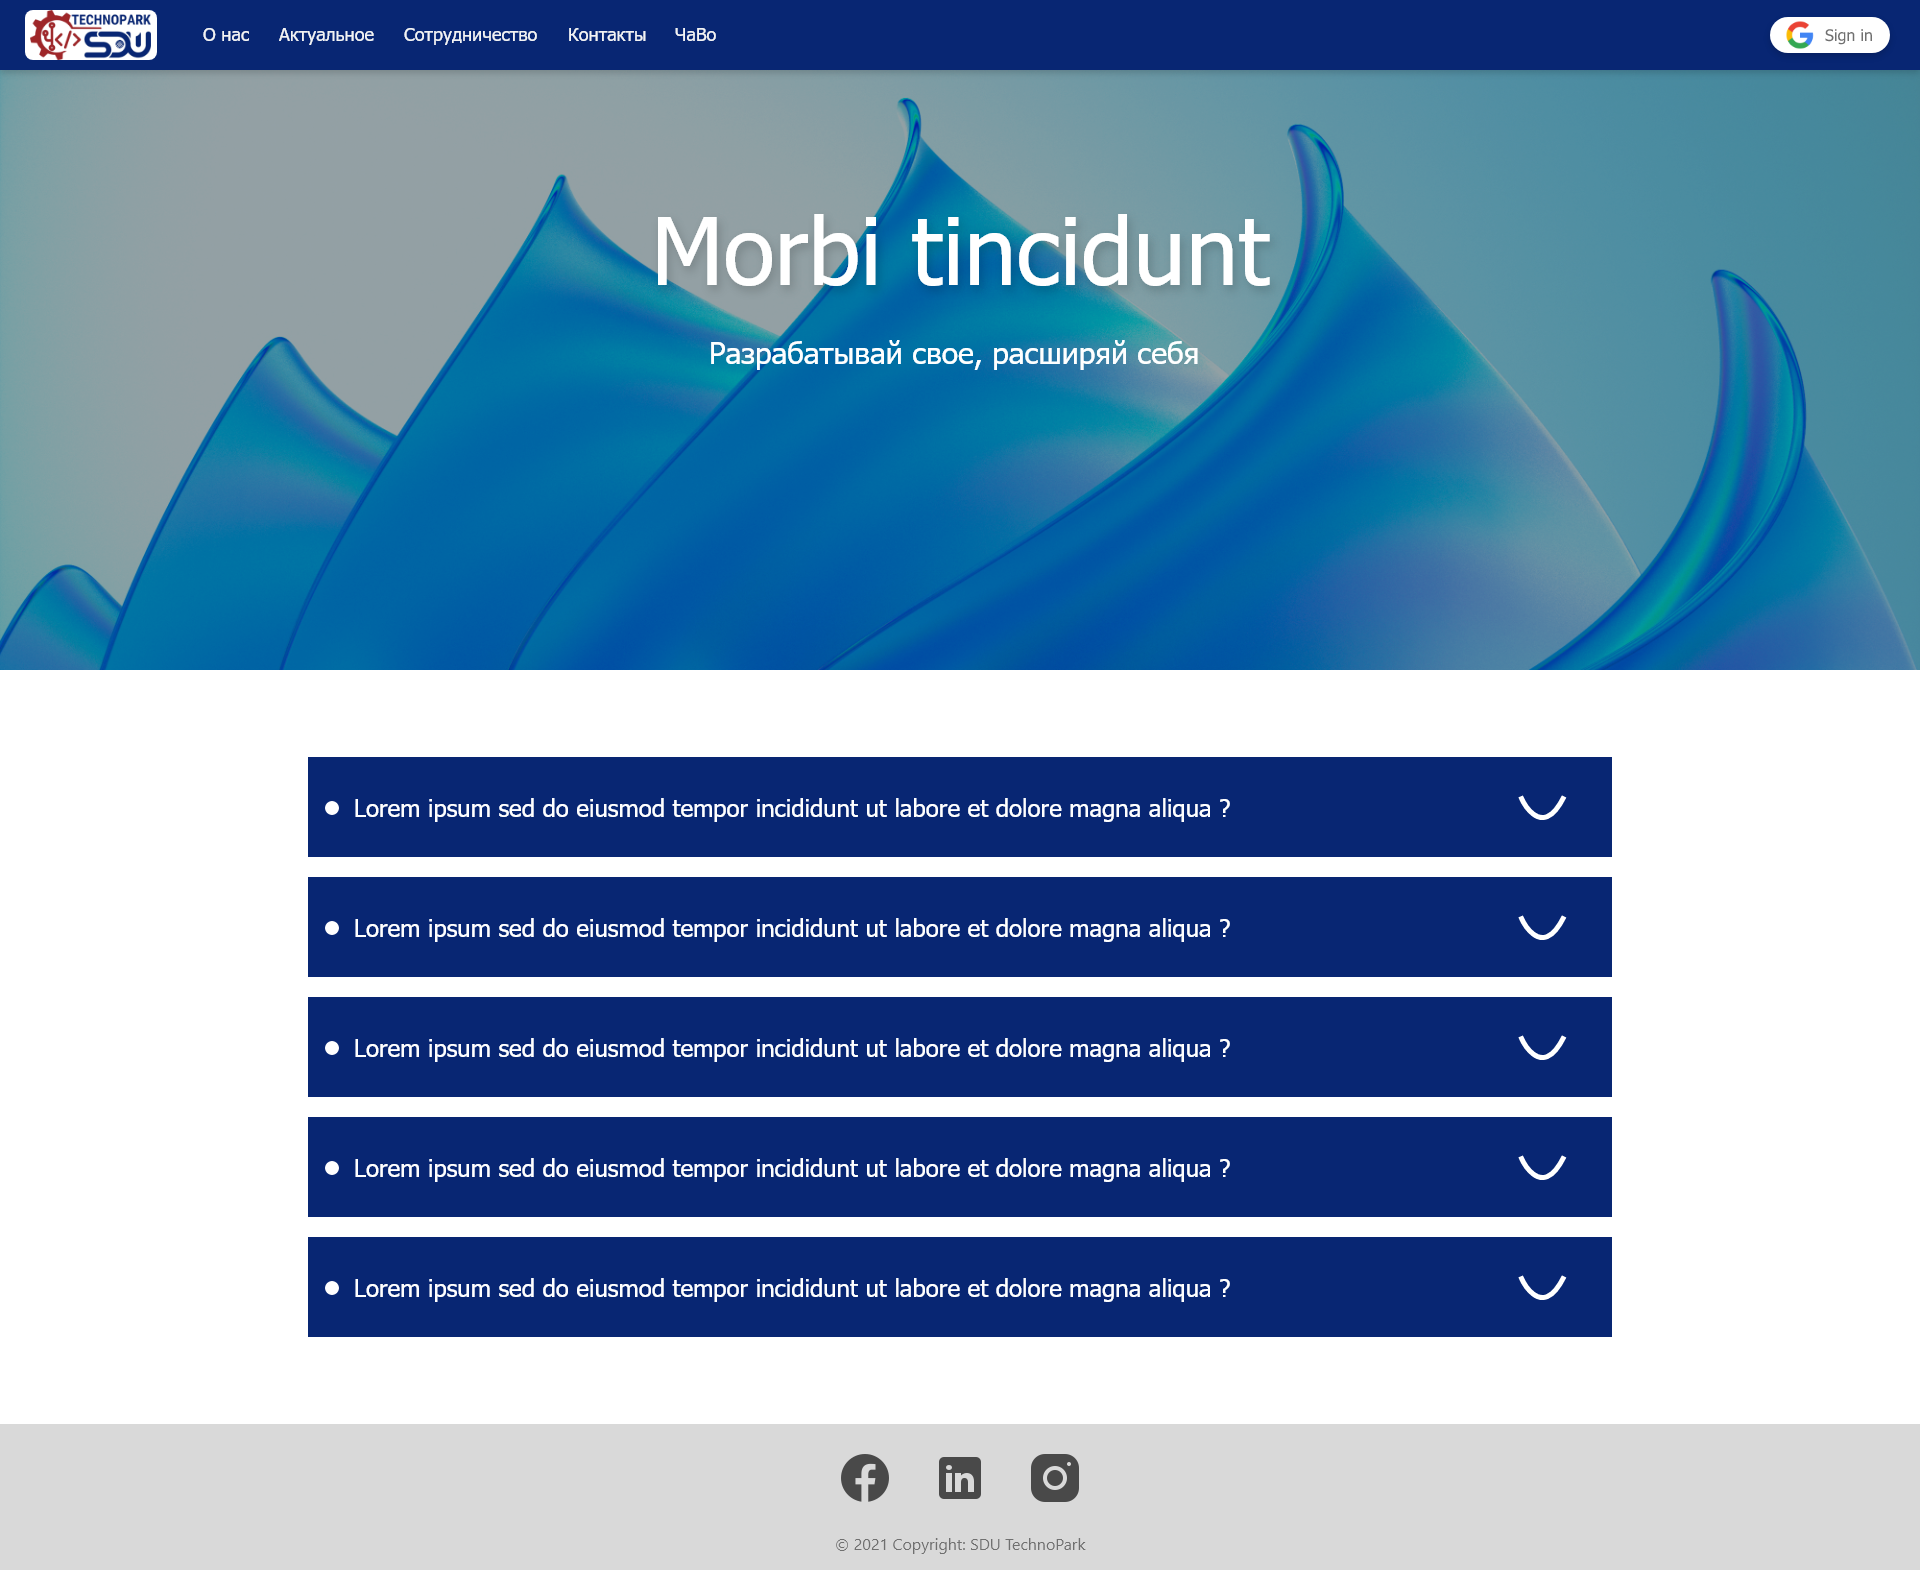 TECHNOPARK
SDU
О нас Актуальное Сотрудничество Контакты ЧаВо
Sign in
Morbi tincidunt
Разрабатывай свое, расширяй себя
Lorem ipsum sed do eiusmod tempor incididunt ut labore et dolore magna aliqua ?
Lorem ipsum sed do eiusmod tempor incididunt ut labore et dolore magna aliqua ?
Lorem ipsum sed do eiusmod tempor incididunt ut labore et dolore magna aliqua ?
Lorem ipsum sed do eiusmod tempor incididunt ut labore et dolore magna aliqua ?
Lorem ipsum sed do eiusmod tempor incididunt ut labore et dolore magna aliqua ?
© 2021 Copyright: SDU TechnoPark